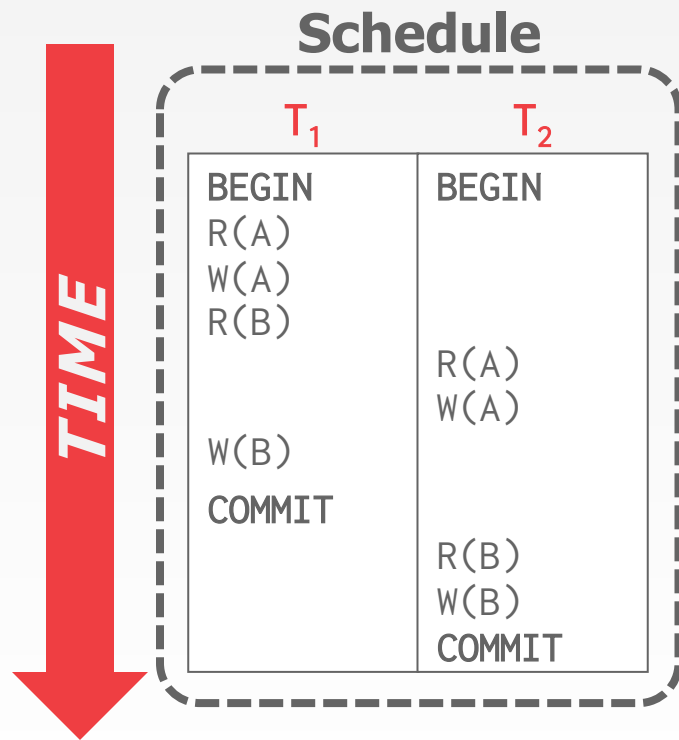 Schedule
TIME
T₁ T₂
BEGIN BEGIN
R(A)
W(A)
R(B)
R(A)
W(A)
W(B)
COMMIT
R(B)
W(B)
COMMIT